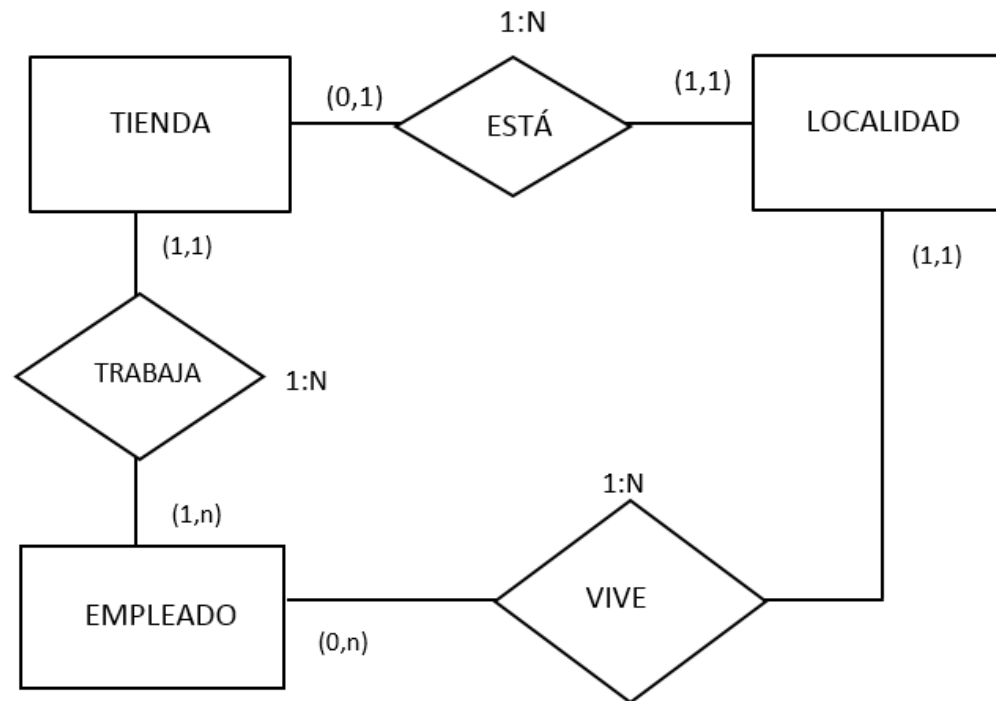 1:N
(0,1)
(1,1)
TIENDA
ESTÁ
LOCALIDAD
(1,1)
(1,1)
TRABAJA
1:N
1:N
(1,n)
EMPLEADO
VIVE
(0,n)